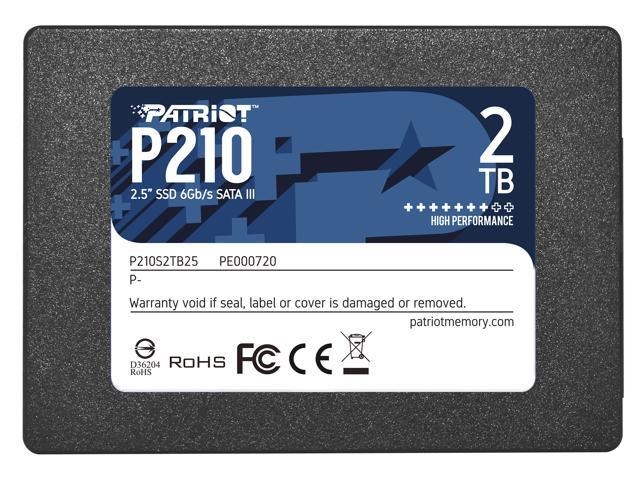 PATRIOT™
P210
2.5" SSD 6Gb/s SATA III
2
TB
HIGH PERFORMANCE
P210S2TB25 PE000720
P-
Warranty void if seal, label or cover is damaged or removed.
patriotmemory.com
D36204
RoHS
RoHS
FC CE